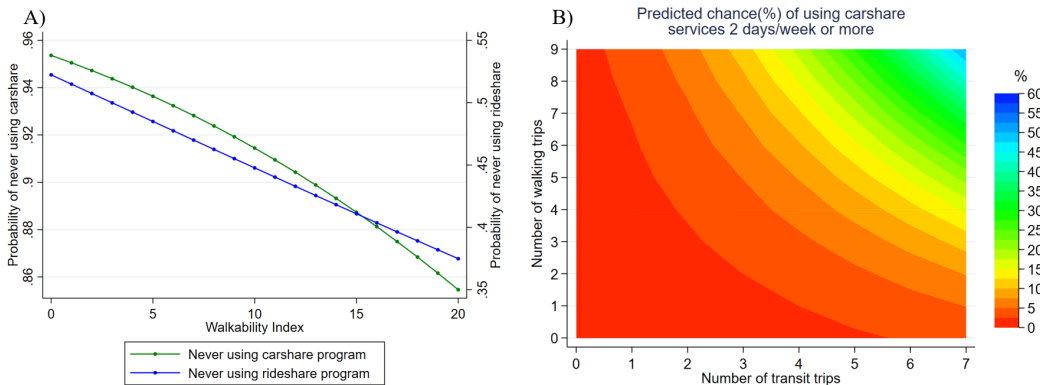 A)
Probability of never using carshare
.96
.94
.92
.9
.88
.86
.55
.5
.45
.4
.35
Probability of never using rideshare
0 5 10 15 20
Walkability Index
Never using carshare program
Never using rideshare program
B)
Predicted chance(%) of using carshare
services 2 days/week or more
Number of walking trips
9
8
7
6
5
4
3
2
1
0
0 1 2 3 4 5 6 7
Number of transit trips
%
60
55
50
45
40
35
30
25
20
15
10
5
0